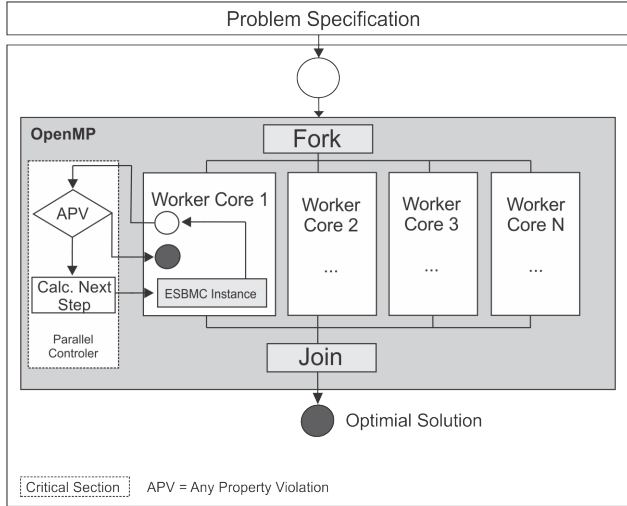 Problem Specification
OpenMP
Fork
APV
Calc. Next
Step
Parallel
Controler
Worker Core 1
ESBMC Instance
Worker
Core 2
...
Worker
Core 3
...
Worker
Core N
...
Join
Optimial Solution
Critical Section
APV = Any Property Violation